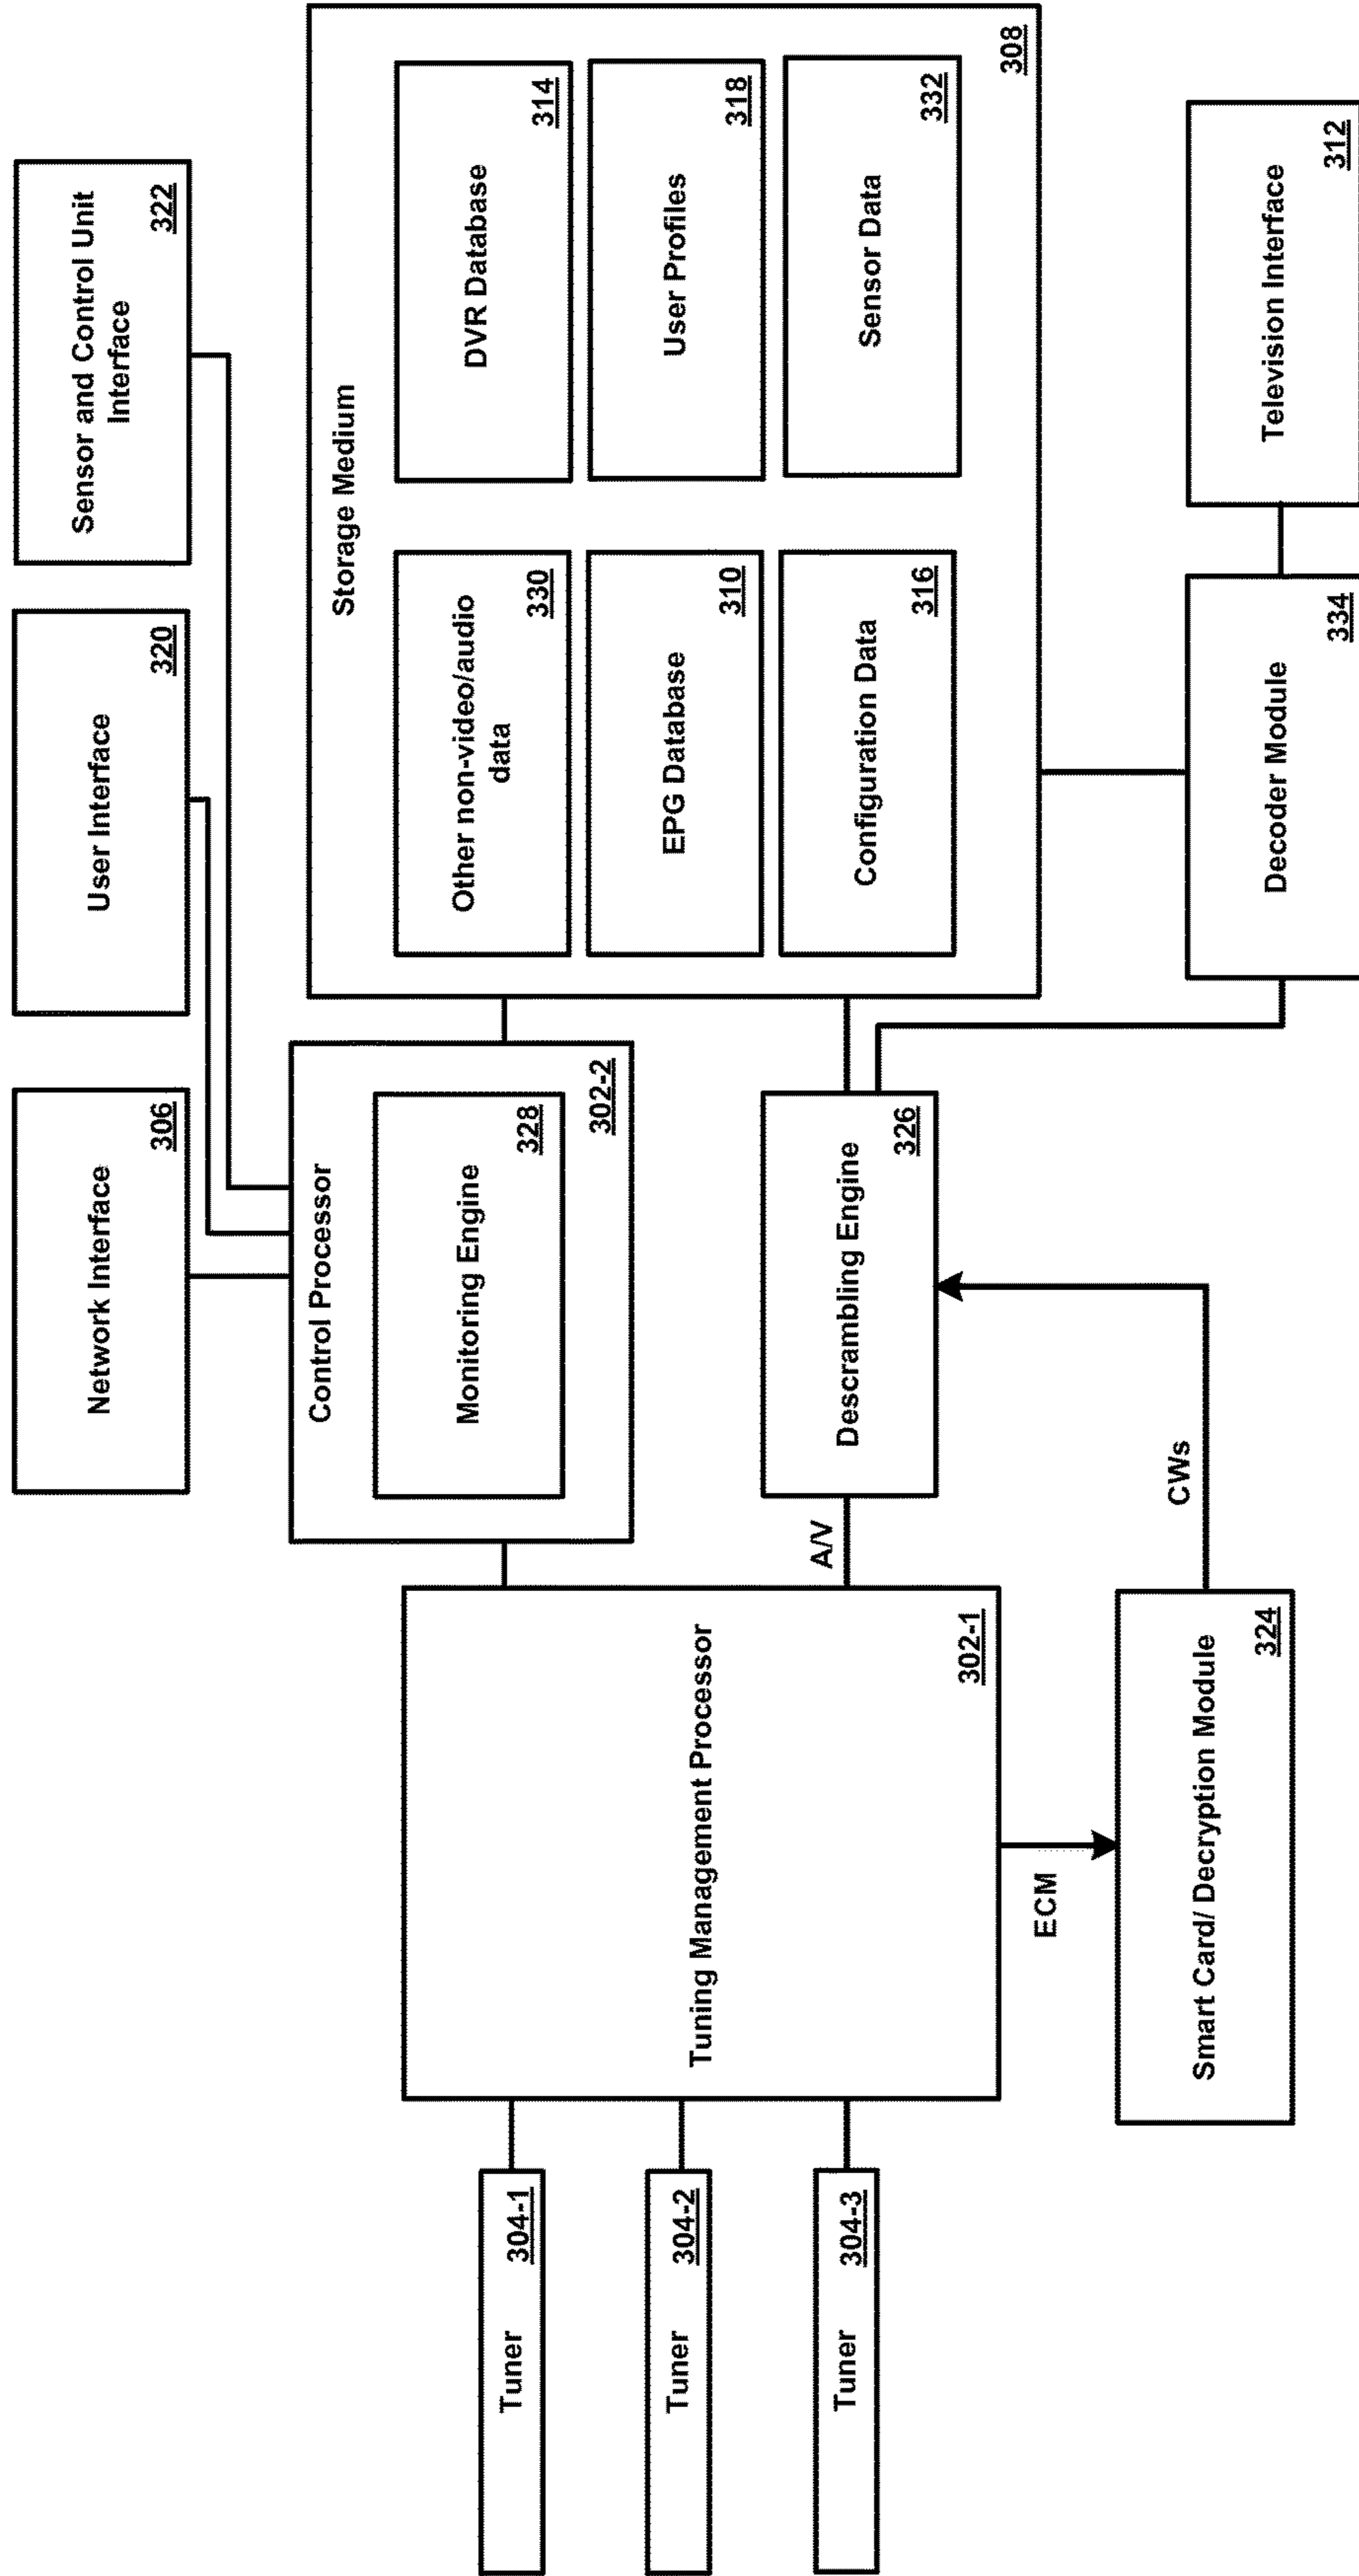 Network Interface
306
User Interface
320
Sensor and Control Unit
Interface
322
Control Processor
Monitoring Engine
328
302-2
Storage Medium
Other non-video/audio
data
330
DVR Database
314
EPG Database
310
User Profiles
318
Configuration Data
316
Sensor Data
332
308
Tuner
304-1
Tuner
304-2
Tuner
304-3
Tuning Management Processor
302-1
A/V
Descrambling Engine
326
ECM
CWs
Smart Card/ Decryption Module
324
Decoder Module
334
Television Interface
312